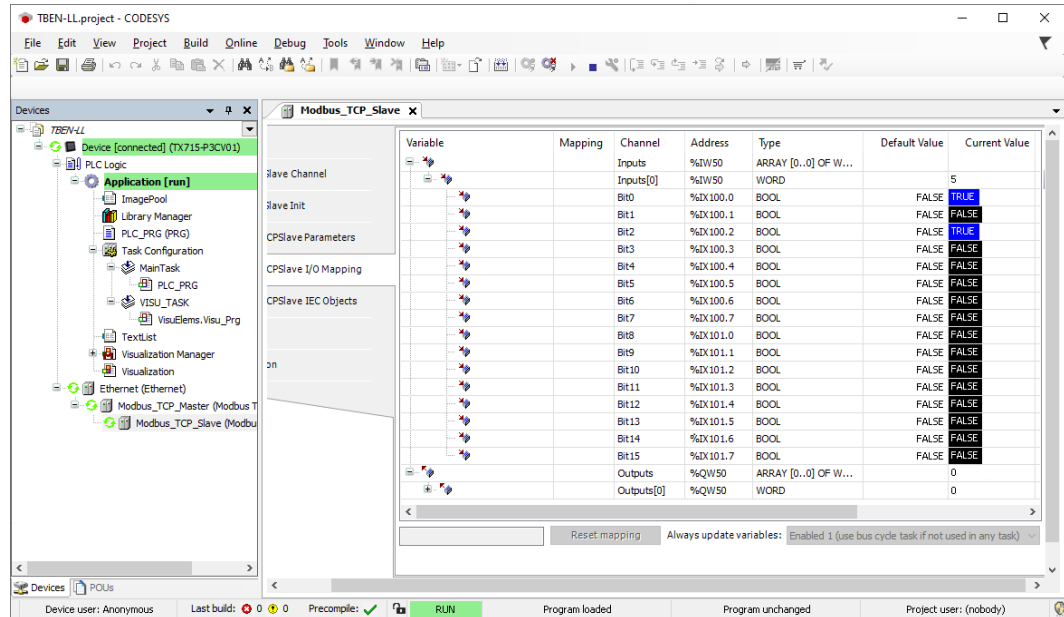 TBEN-LL.project - CODESYS
File Edit View Project Build Online Debug Tools Window Help
Devices
TBEN-LL
Device [connected] (TX715-P3CV01)
PLC Logic
Application [run]
ImagePool
Library Manager
PLC_PRG (PRG)
Task Configuration
MainTask
PLC_PRG
VISU_TASK
VisuElems.Visu_Prg
TextList
Visualization Manager
Visualization
Ethernet (Ethernet)
Modbus_TCP_Master (Modbus T
Modbus_TCP_Slave (Modbu
Devices POUs
Modbus_TCP_Slave
Slave Channel
Slave Init
CPSlave Parameters
CPSlave I/O Mapping
CPSlave IEC Objects
on
Variable Mapping Channel Address Type Default Value Current Value
Inputs %IW50 ARRAY [0..0] OF W...
Inputs[0] %IW50 WORD 5
Bit0 %IX100.0 BOOL FALSE TRUE
Bit1 %IX100.1 BOOL FALSE FALSE
Bit2 %IX100.2 BOOL FALSE TRUE
Bit3 %IX100.3 BOOL FALSE FALSE
Bit4 %IX100.4 BOOL FALSE FALSE
Bit5 %IX100.5 BOOL FALSE FALSE
Bit6 %IX100.6 BOOL FALSE FALSE
Bit7 %IX100.7 BOOL FALSE FALSE
Bit8 %IX101.0 BOOL FALSE FALSE
Bit9 %IX101.1 BOOL FALSE FALSE
Bit10 %IX101.2 BOOL FALSE FALSE
Bit11 %IX101.3 BOOL FALSE FALSE
Bit12 %IX101.4 BOOL FALSE FALSE
Bit13 %IX101.5 BOOL FALSE FALSE
Bit14 %IX101.6 BOOL FALSE FALSE
Bit15 %IX101.7 BOOL FALSE FALSE
Outputs %QW50 ARRAY [0..0] OF W... 0
Outputs[0] %QW50 WORD 0
Reset mapping Always update variables: Enabled 1 (use bus cycle task if not used in any task)
Device user: Anonymous Last build: 0 0 Precompile: RUN Program loaded Program unchanged Project user: (nobody)